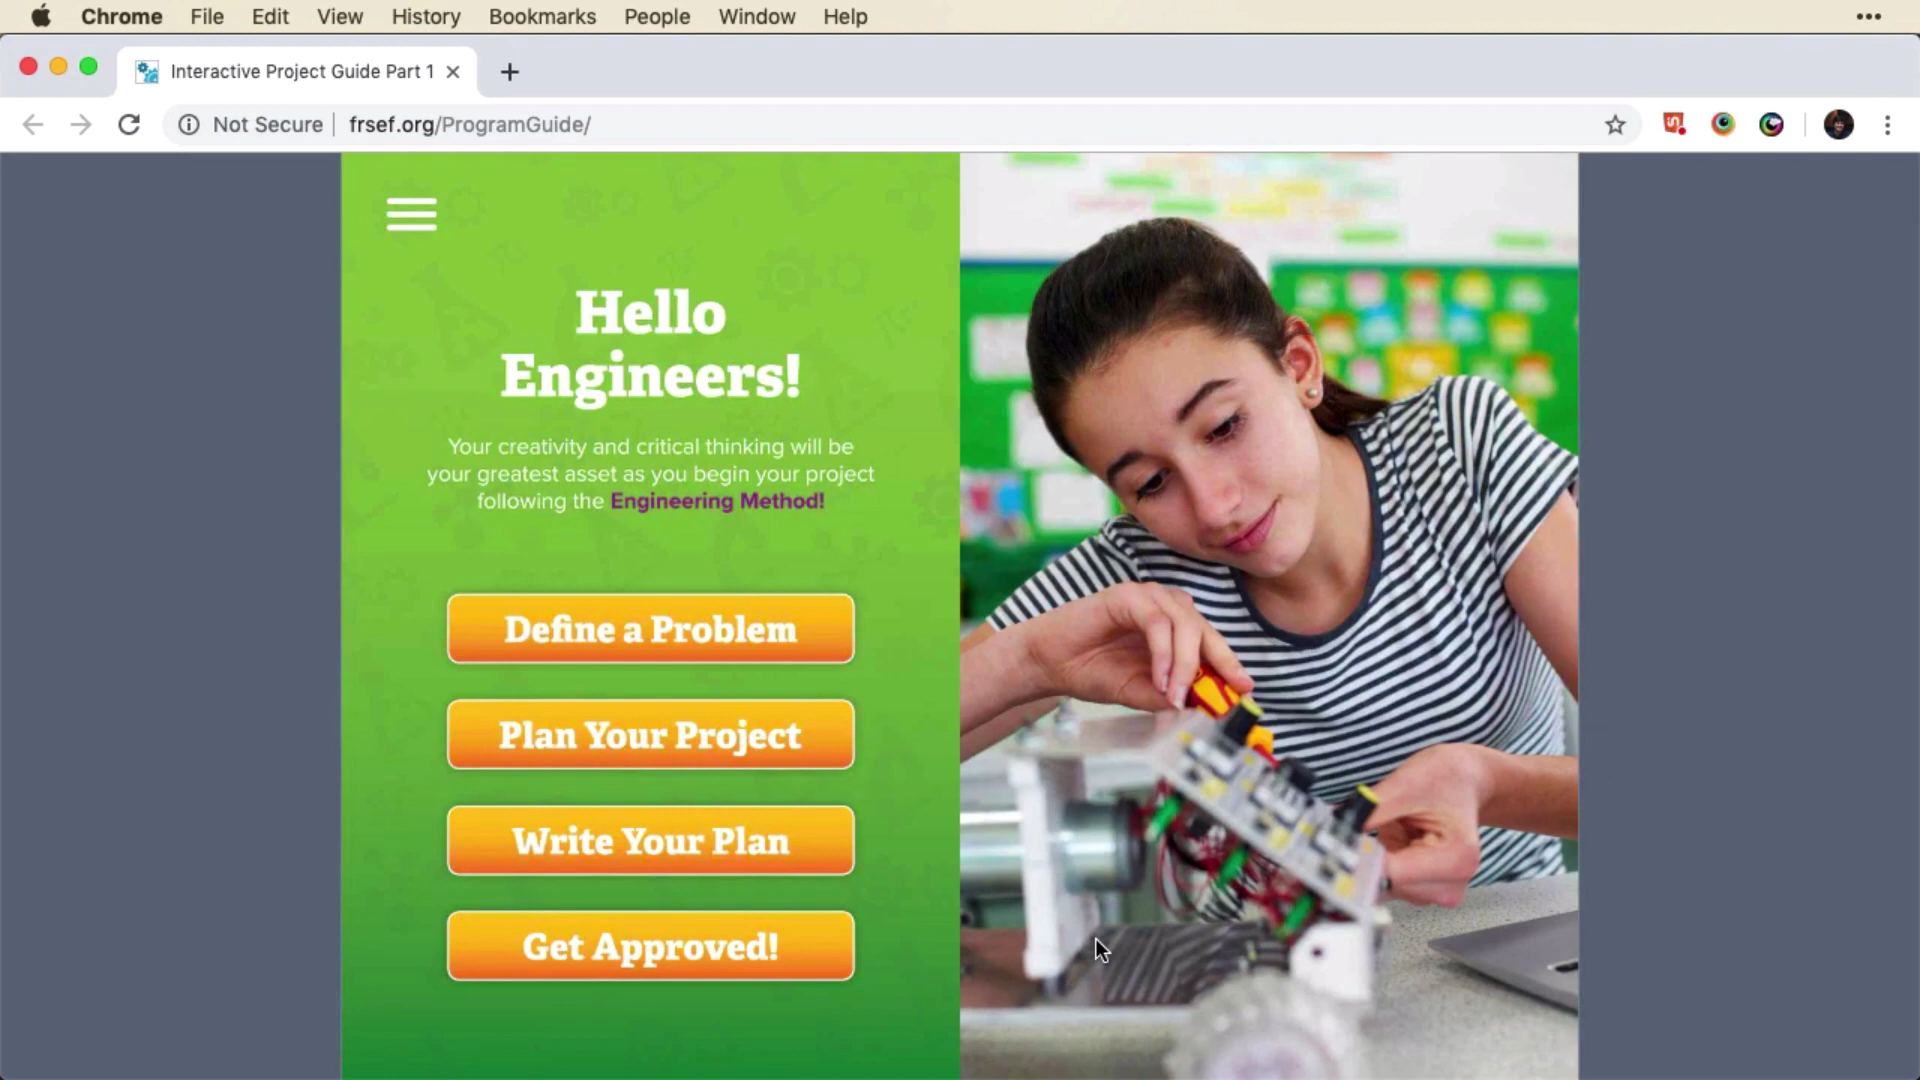 Chrome File Edit View History Bookmarks People Window Help
Interactive Project Guide Part 1
Not Secure frsef.org/ProgramGuide/
Hello
Engineers!
Your creativity and critical thinking will be
your greatest asset as you begin your project
following the Engineering Method!
Define a Problem
Plan Your Project
Write Your Plan
Get Approved!